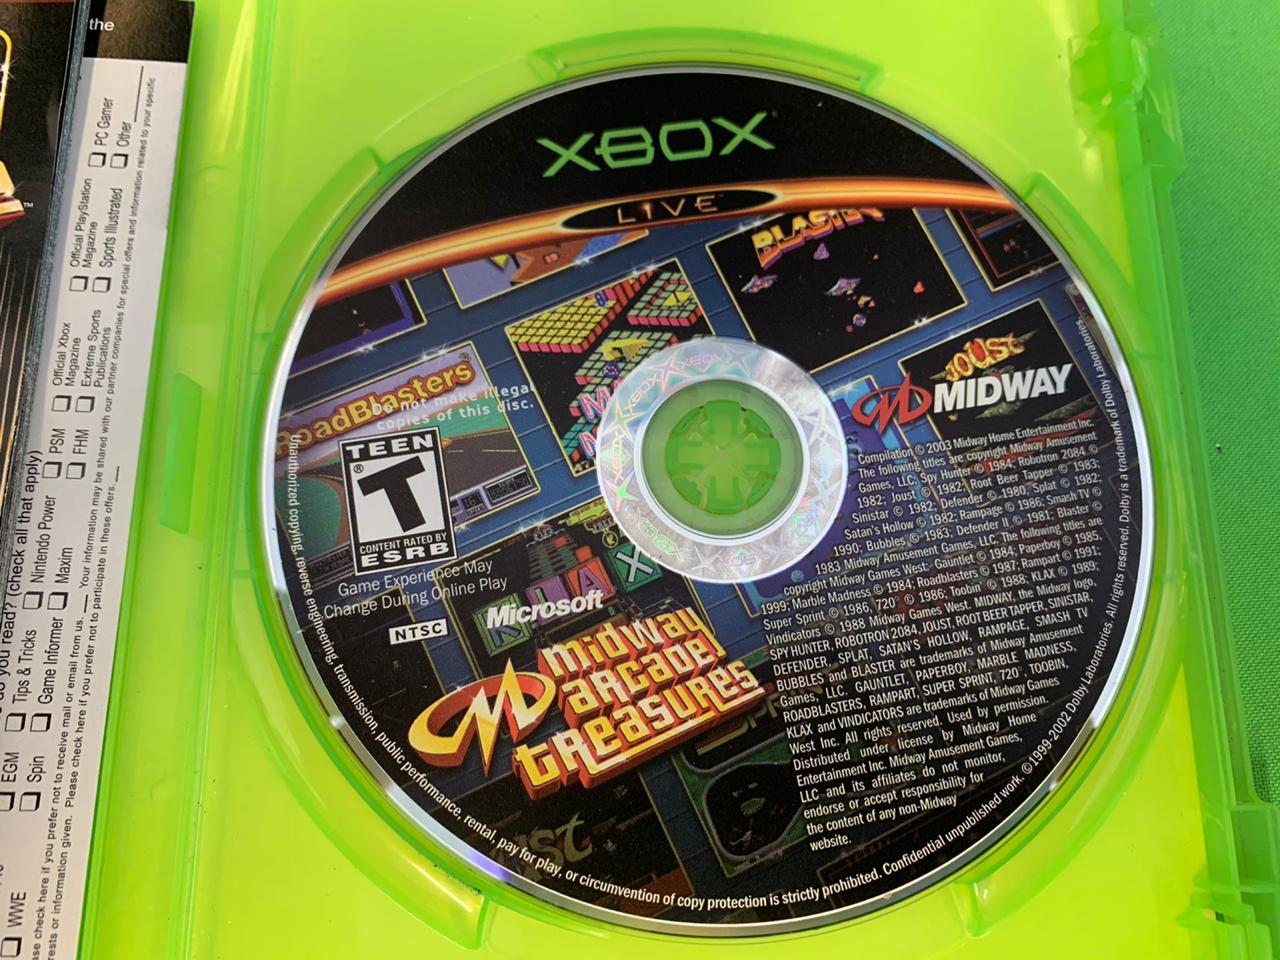 the
PC Gamer
Other
Official PlayStation
Magazine
Sports Illustrated
Official Xbox
Magazine
Extreme Sports
Publications
PSM
FHM
Nintendo Power
Maxim
Tips & Tricks
Game Informer
EGM
Spin
WWE
you read? (check all that apply)
Your information may be shared with our partner companies for special offers and information related to your specific
these offers.
ase check here if you prefer not to receive mail or email from us.
rests or information given. Please check here if you prefer not to participate in
XBOX
LIVE
BLASTER
JOUST
MIDWAY
RoadBlasters
Do not make illega
copies of this disc.
TEEN
T
CONTENT RATED BY
ESRB
Game Experience May
Change During Online Play
NTSC
Microsoft
KLAX
midway
arcade
treasures
Compilation © 2003 Midway Home Entertainment Inc.
The following titles are copyright Midway Amusement
Games, LLC. Spy Hunter © 1984; Robotron 2084 ©
1982; Joust © 1982; Root Beer Tapper © 1983;
Sinistar © 1982; Defender © 1980, Splat © 1982;
Satan's Hollow © 1982; Rampage © 1986; Smash TV ©
1990; Bubbles © 1983; Defender II © 1981; Blaster ©
1983 Midway Amusement Games, LLC. The following titles are
copyright Midway Games West: Gauntlet © 1984; Paperboy © 1985,
1999; Marble Madness © 1984; Roadblasters © 1987; Rampart © 1991;
Super Sprint © 1986, 720° © 1986; Toobin' © 1988; KLAX © 1989;
Vindicators © 1988 Midway Games West. MIDWAY, the Midway logo,
SPY HUNTER, ROBOTRON 2084, JOUST, ROOT BEER TAPPER, SINISTAR,
DEFENDER, SPLAT, SATAN'S HOLLOW, RAMPAGE, SMASH TV
BUBBLES and BLASTER are trademarks of Midway Amusement
Games, LLC. GAUNTLET, PAPERBOY, MARBLE MADNESS,
ROADBLASTERS, RAMPART, SUPER SPRINT, 720°, TOOBIN,
KLAX and VINDICATORS are trademarks of Midway Games
West Inc. All rights reserved. Used by permission.
Distributed under license by Midway Home
Entertainment Inc. Midway Amusement Games,
LLC and its affiliates do not monitor,
endorse or accept responsibility for
the content of any non-Midway
website.
Unauthorized copying, reverse engineering, transmission, public performance, rental, pay for play, or circumvention of copy protection is strictly prohibited. Confidential unpublished work. ©1999-2002 Dolby Laboratories. All rights reserved. Dolby is a trademark of Dolby Laboratories.